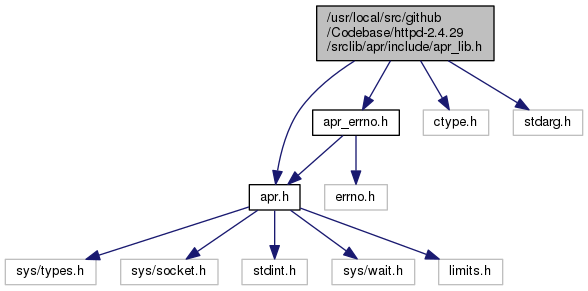 /usr/local/src/github
/Codebase/httpd-2.4.29
/srclib/apr/include/apr_lib.h
apr_errno.h
ctype.h
stdarg.h
apr.h
errno.h
sys/types.h
sys/socket.h
stdint.h
sys/wait.h
limits.h